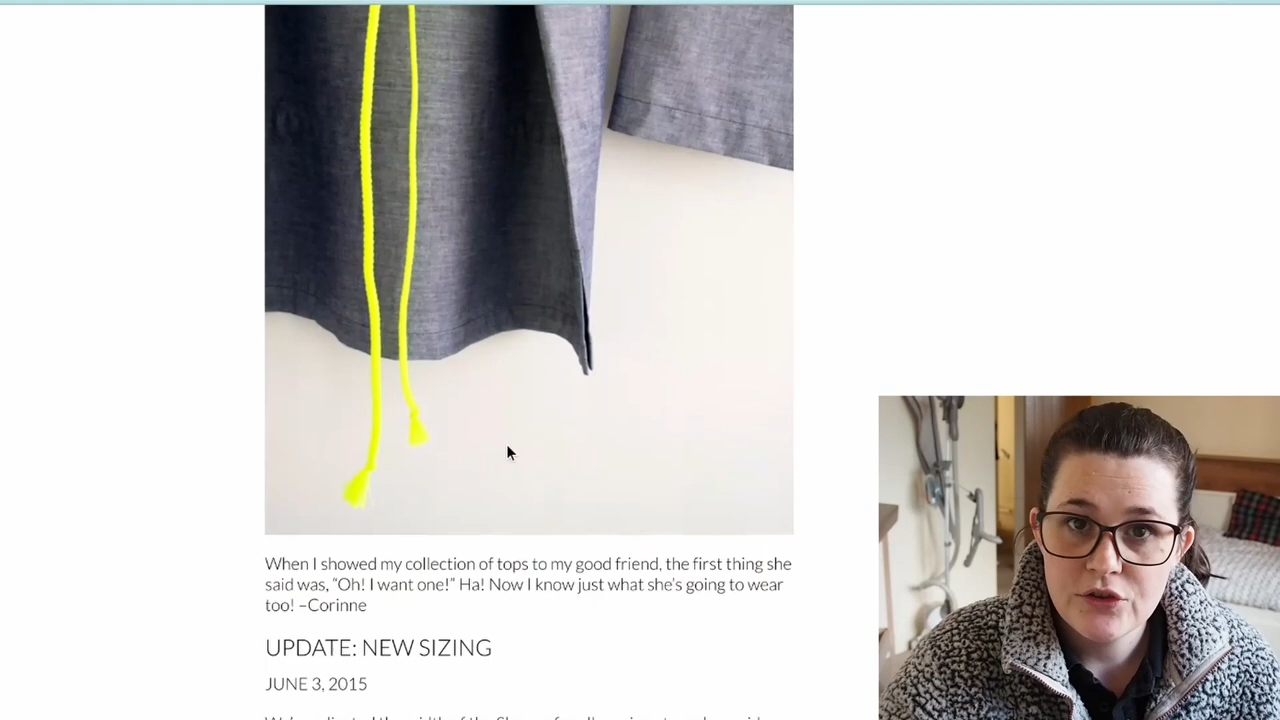 When I showed my collection of tops to my good friend, the first thing she
said was, “Oh! I want one!” Ha! Now I know just what she’s going to wear
too! –Corinne
UPDATE: NEW SIZING
JUNE 3, 2015